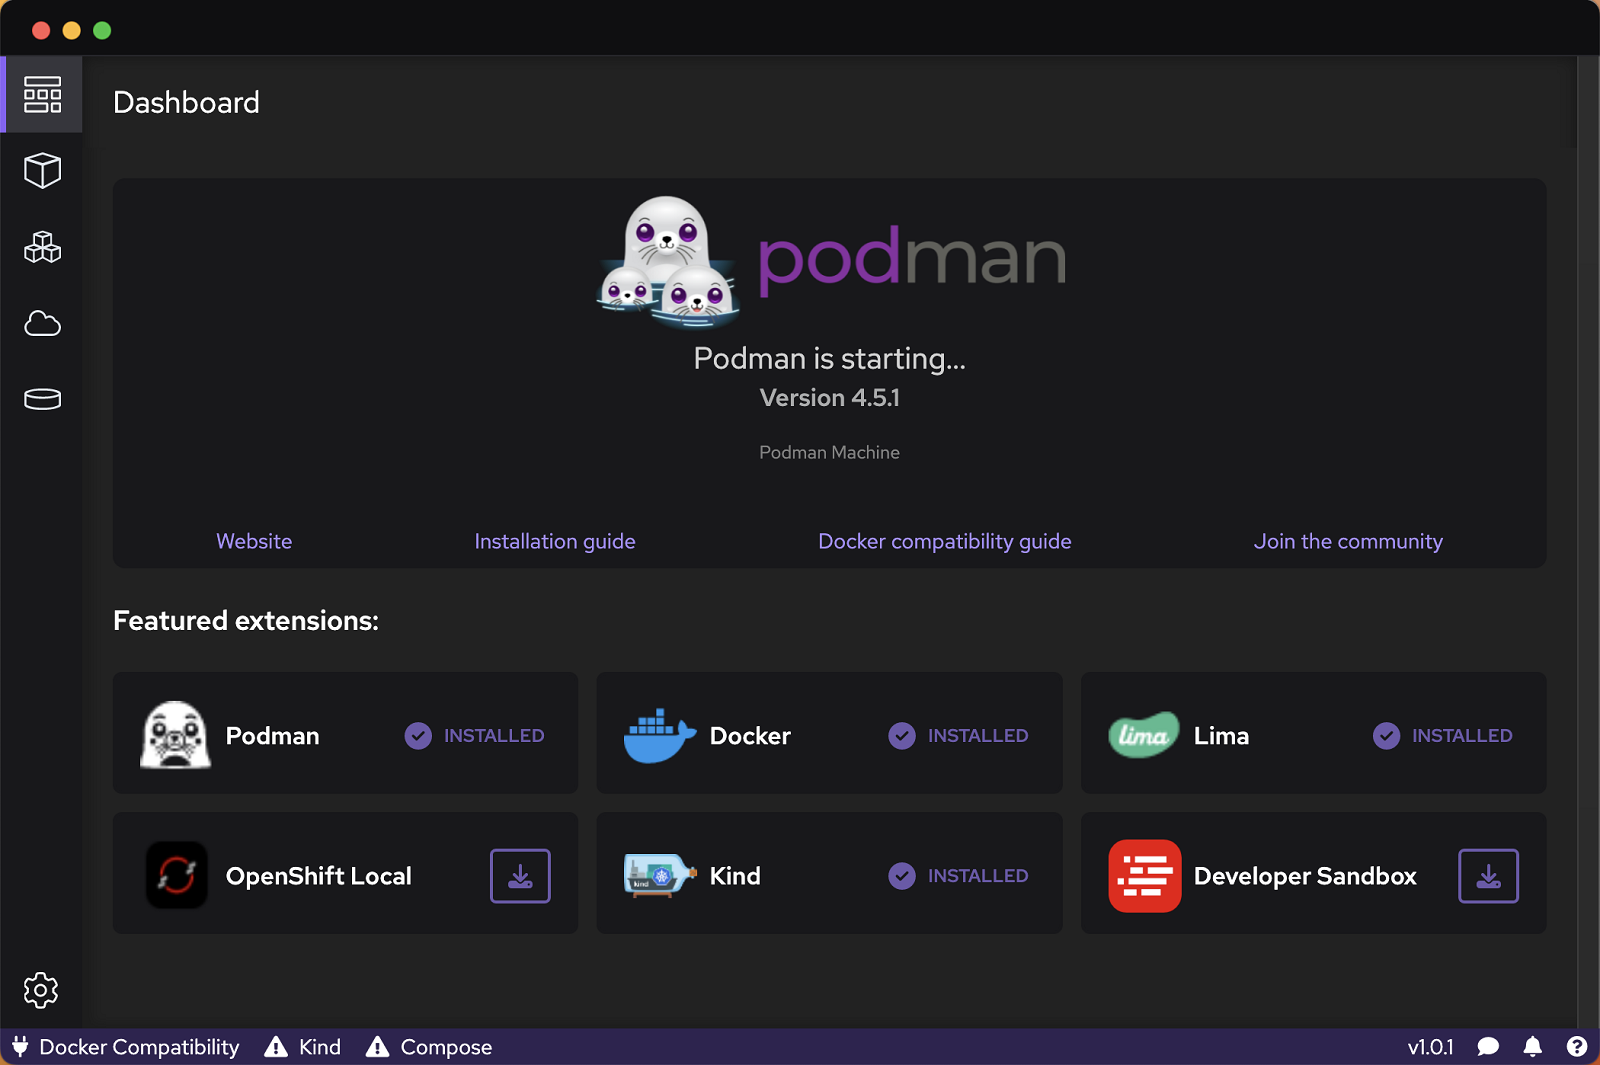 Dashboard
podman
Podman is starting...
Version 4.5.1
Podman Machine
Website Installation guide Docker compatibility guide Join the community
Featured extensions:
Podman INSTALLED Docker INSTALLED lima Lima INSTALLED
OpenShift Local kind Kind INSTALLED Developer Sandbox
Docker Compatibility Kind Compose v1.0.1